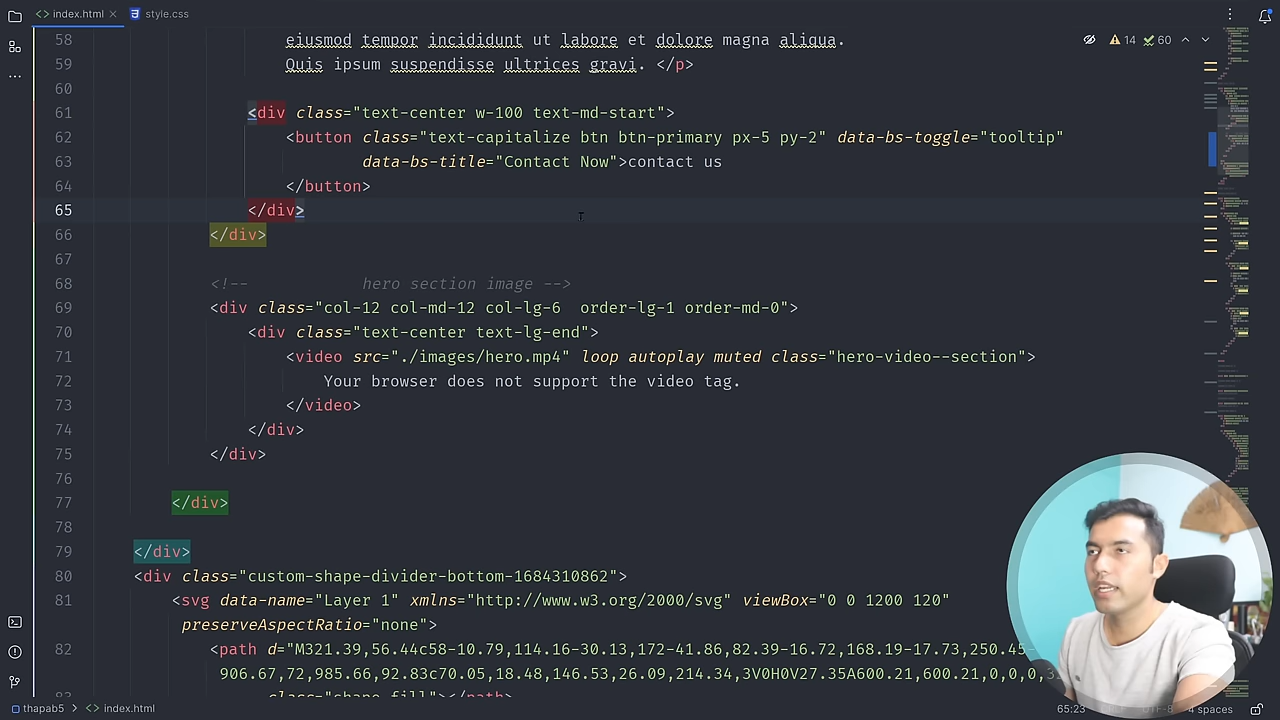 index.html
style.css
58 eiusmod tempor incididunt ut labore et dolore magna aliqua.
14 60
59 Quis ipsum suspendisse ultrices gravi. </p>
60
61 <div class="text-center w-100 text-md-start">
62 <button class="text-capitalize btn btn-primary px-5 py-2" data-bs-toggle="tooltip"
63 data-bs-title="Contact Now">contact us
64 </button>
65 </div>
66 </div>
67
68 <!-- hero section image -->
69 <div class="col-12 col-md-12 col-lg-6 order-lg-1 order-md-0">
70 <div class="text-center text-lg-end">
71 <video src="./images/hero.mp4" loop autoplay muted class="hero-video--section">
72 Your browser does not support the video tag.
73 </video>
74 </div>
75 </div>
76
77 </div>
78
79 </div>
80 <div class="custom-shape-divider-bottom-1684310862">
81 <svg data-name="Layer 1" xmlns="http://www.w3.org/2000/svg" viewBox="0 0 1200 120"
preserveAspectRatio="none">
82 <path d="M321.39,56.44c58-10.79,114.16-30.13,172-41.86,82.39-16.72,168.19-17.73,250.45-
906.67,72,985.66,92.83c70.05,18.48,146.53,26.09,214.34,3V0H0V27.35A600.21,600.21,0,0,0,3
83 class="shape-fill"></path>
thapab5 > index.html
65:23 UTF-8 4 spaces